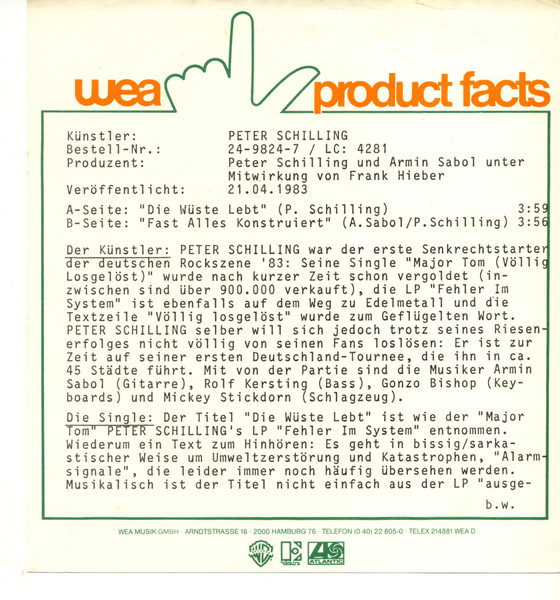 wea product facts
Künstler: PETER SCHILLING
Bestell-Nr.: 24-9824-7 / LC: 4281
Produzent: Peter Schilling und Armin Sabol unter
Mitwirkung von Frank Hieber
Veröffentlicht: 21.04.1983
A-Seite: "Die Wüste Lebt" (P. Schilling) 3:59
B-Seite: "Fast Alles Konstruiert" (A.Sabol/P.Schilling) 3:56
Der Künstler: PETER SCHILLING war der erste Senkrechtstarter
der deutschen Rockszene '83: Seine Single "Major Tom (Völlig
Losgelöst)" wurde nach kurzer Zeit schon vergoldet (in-
zwischen sind über 900.000 verkauft), die LP "Fehler Im
System" ist ebenfalls auf dem Weg zu Edelmetall und die
Textzeile "Völlig losgelöst" wurde zum Geflügelten Wort.
PETER SCHILLING selber will sich jedoch trotz seines Riesen-
erfolges nicht völlig von seinen Fans loslösen: Er ist zur
Zeit auf seiner ersten Deutschland-Tournee, die ihn in ca.
45 Städte führt. Mit von der Partie sind die Musiker Armin
Sabol (Gitarre), Rolf Kersting (Bass), Gonzo Bishop (Key-
boards) und Mickey Stickdorn (Schlagzeug).
Die Single: Der Titel "Die Wüste Lebt" ist wie der "Major
Tom" PETER SCHILLING's LP "Fehler Im System" entnommen.
Wiederum ein Text zum Hinhören: Es geht in bissig/sarka-
stischer Weise um Umweltzerstörung und Katastrophen, "Alarm-
signale", die leider immer noch häufig übersehen werden.
Musikalisch ist der Titel nicht einfach aus der LP "ausge-
b.w.
WEA MUSIK GMBH · ARNDTSTRASSE 16 · 2000 HAMBURG 76 · TELEFON (0 40) 22 805-0 · TELEX 214881 WEA D
ATLANTIC